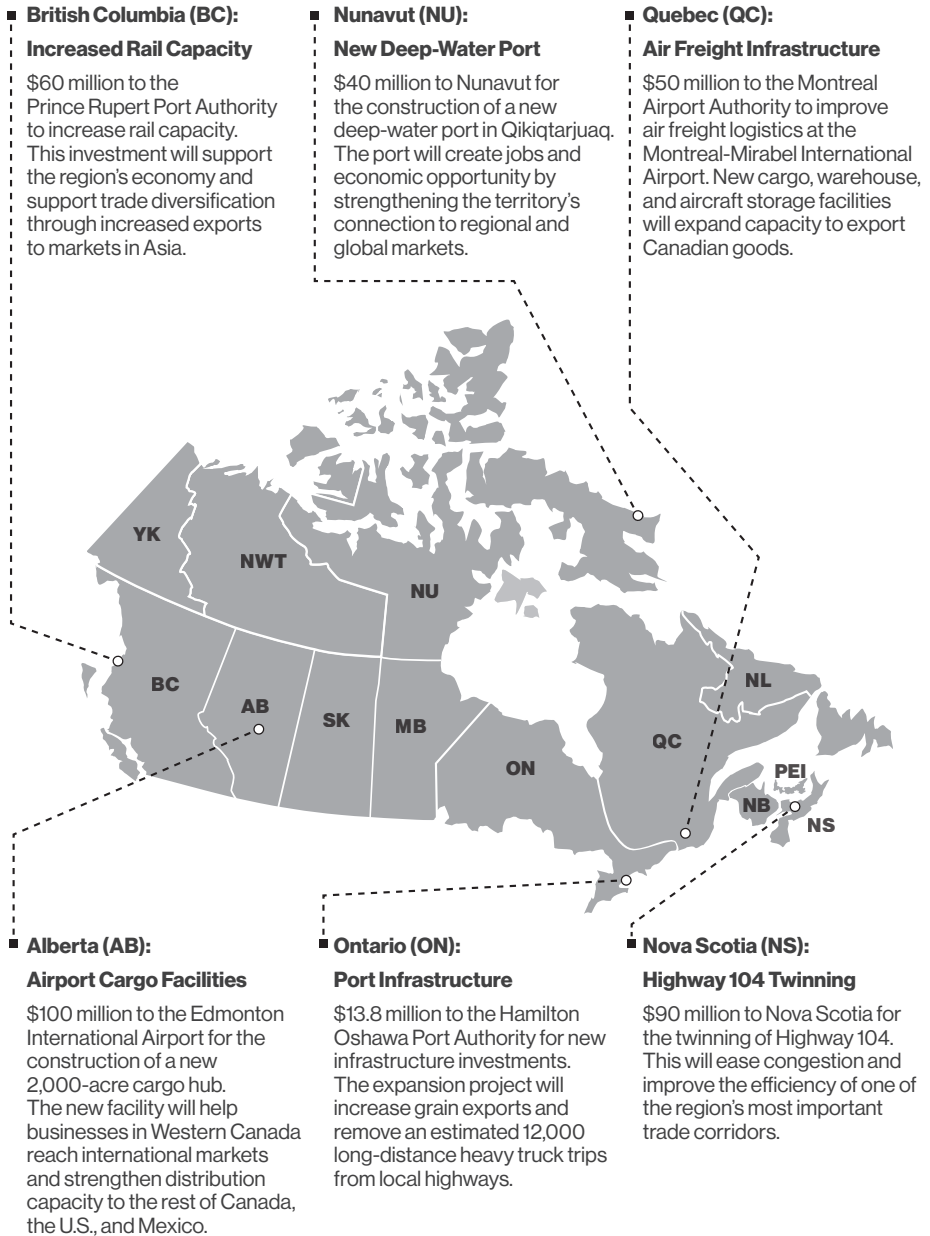 British Columbia (BC):
Increased Rail Capacity
$60 million to the
Prince Rupert Port Authority
to increase rail capacity.
This investment will support
the region's economy and
support trade diversification
through increased exports
to markets in Asia.
Nunavut (NU):
New Deep-Water Port
$40 million to Nunavut for
the construction of a new
deep-water port in Qikiqtarjuaq.
The port will create jobs and
economic opportunity by
strengthening the territory's
connection to regional and
global markets.
Quebec (QC):
Air Freight Infrastructure
$50 million to the Montreal
Airport Authority to improve
air freight logistics at the
Montreal-Mirabel International
Airport. New cargo, warehouse,
and aircraft storage facilities
will expand capacity to export
Canadian goods.
YK
NWT
NU
BC
AB
SK
MB
ON
QC
NL
PEI
NB
NS
Alberta (AB):
Airport Cargo Facilities
$100 million to the Edmonton
International Airport for the
construction of a new
2,000-acre cargo hub.
The new facility will help
businesses in Western Canada
reach international markets
and strengthen distribution
capacity to the rest of Canada,
the U.S., and Mexico.
Ontario (ON):
Port Infrastructure
$13.8 million to the Hamilton
Oshawa Port Authority for new
infrastructure investments.
The expansion project will
increase grain exports and
remove an estimated 12,000
long-distance heavy truck trips
from local highways.
Nova Scotia (NS):
Highway 104 Twinning
$90 million to Nova Scotia for
the twinning of Highway 104.
This will ease congestion and
improve the efficiency of one of
the region's most important
trade corridors.